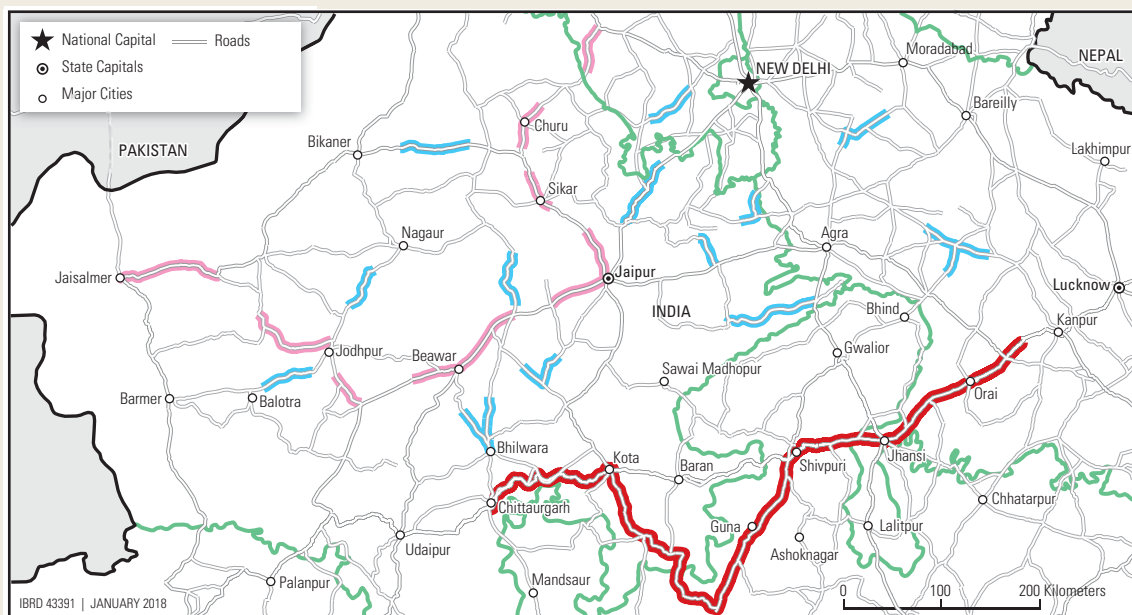 National Capital
Roads
State Capitals
Major Cities
NEPAL
Moradabad
NEW DELHI
Bareilly
Churu
Bikaner
PAKISTAN
Lakhimpur
Sikar
Nagaur
Agra
Jaisalmer
Jaipur
Lucknow
INDIA
Bhind
Kanpur
Jodhpur
Beawar
Gwalior
Sawai Madhopur
Orai
Barmer
Balotra
Bhilwara
Kota
Baran
Shivpuri
Jhansi
Chittaurgarh
Chhatarpur
Guna
Lalitpur
Udaipur
Ashoknagar
Palanpur
Mandsaur
0 100 200 Kilometers
IBRD 43391 | JANUARY 2018